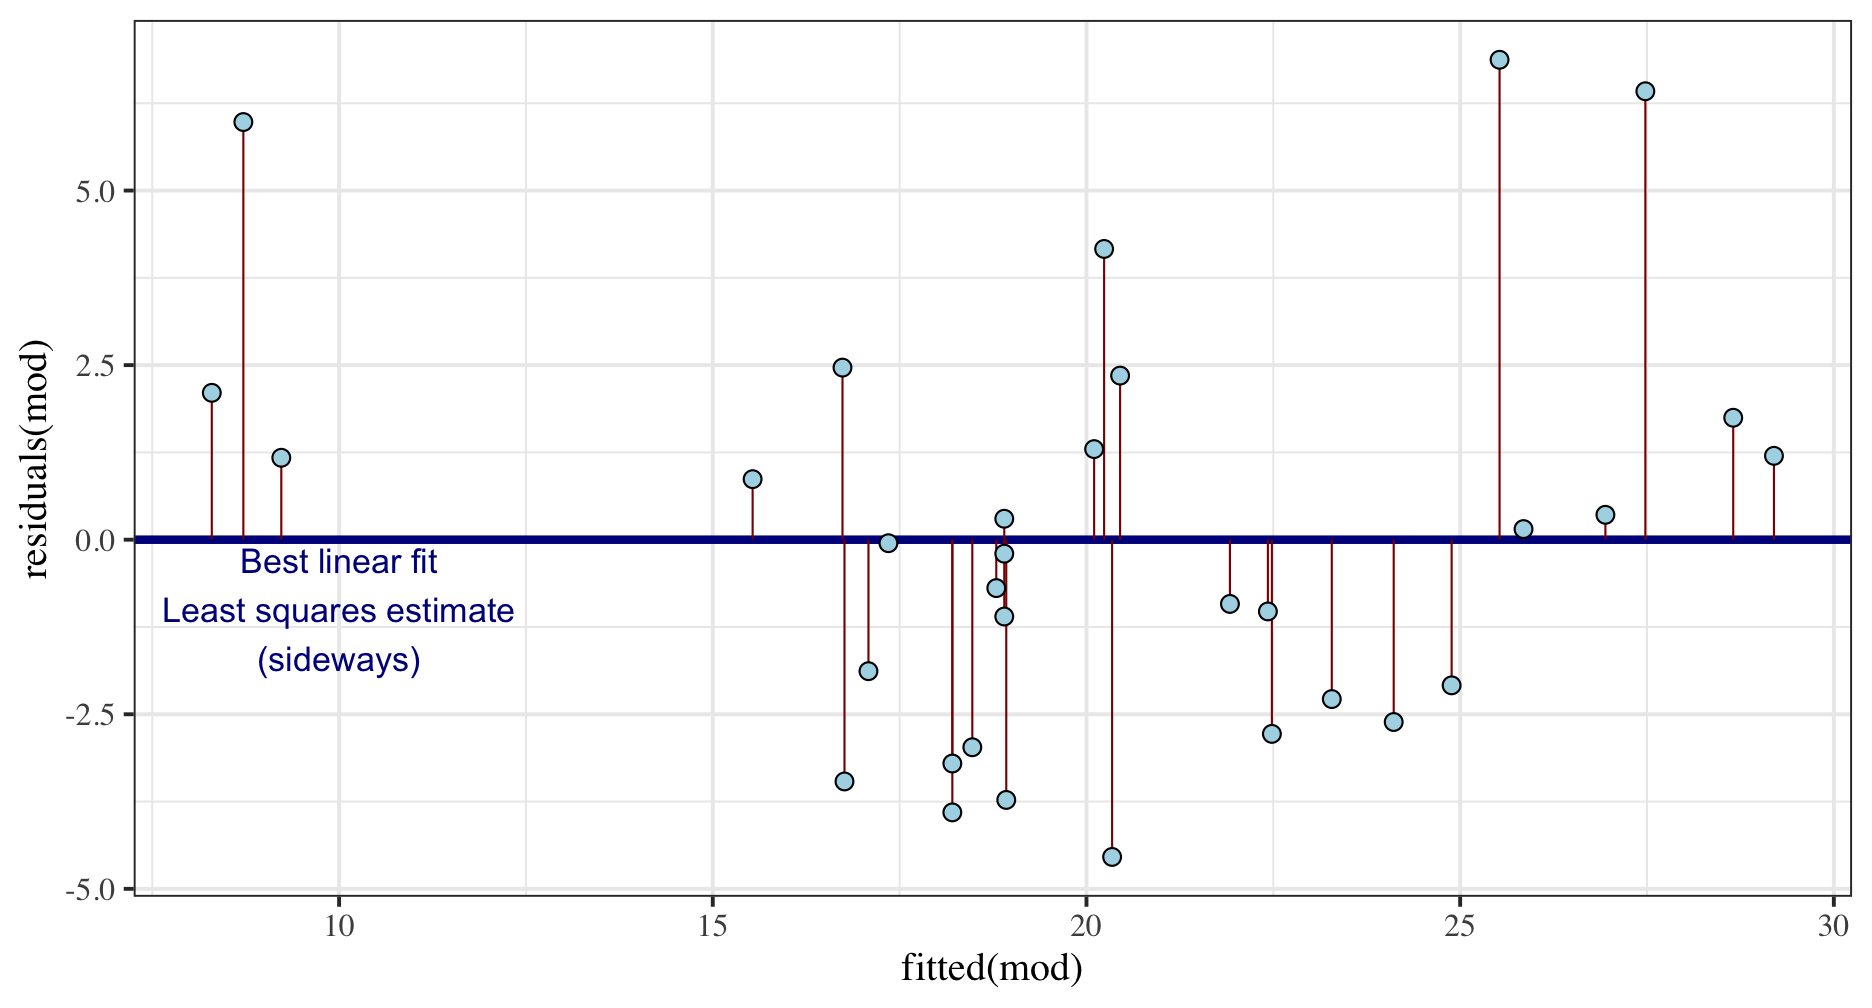 residuals(mod)
5.0
2.5
0.0
-2.5
-5.0
Best linear fit
Least squares estimate
(sideways)
10
15
20
25
30
fitted(mod)